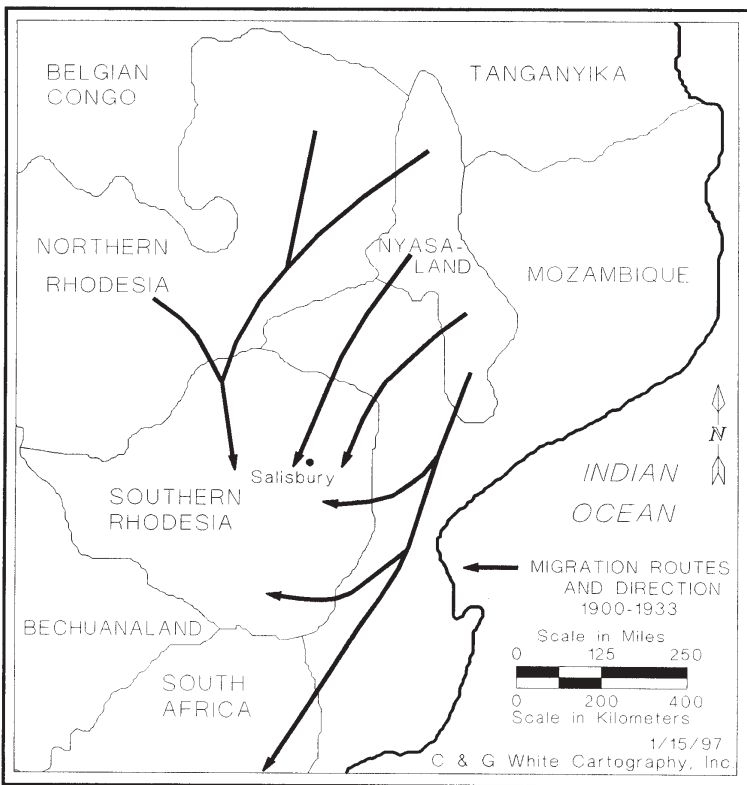 BELGIAN
CONGO
TANGANYIKA
NORTHERN
RHODESIA
NYASA-
LAND
MOZAMBIQUE
Salisbury
SOUTHERN
RHODESIA
N
INDIAN
OCEAN
MIGRATION ROUTES
AND DIRECTION
1900-1933
BECHUANALAND
SOUTH
AFRICA
Scale in Miles
0 125 250
0 200 400
Scale in Kilometers
1/15/97
C & G White Cartography, Inc.